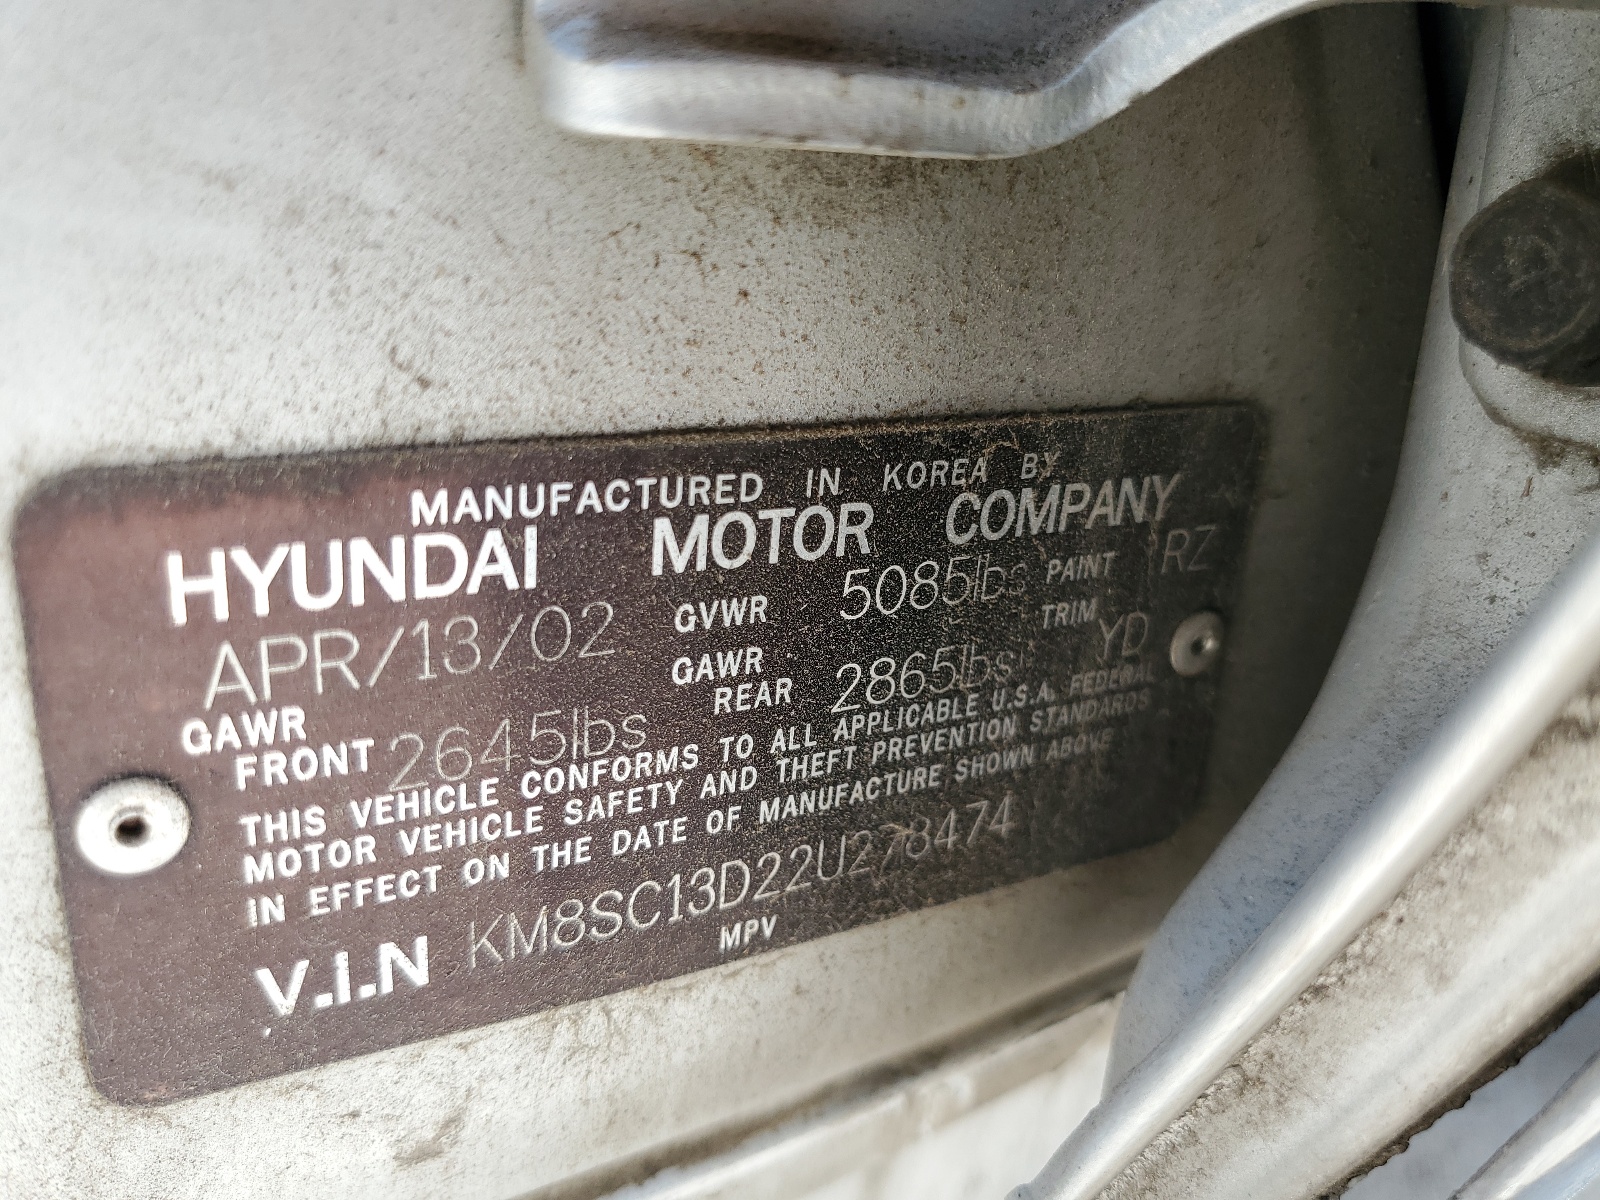 MANUFACTURED IN KOREA BY
HYUNDAI MOTOR COMPANY
APR/13/02 GVWR 5085lbs PAINT 1RZ
GAWR FRONT 2645lbs GAWR REAR 2865lbs TRIM YD
THIS VEHICLE CONFORMS TO ALL APPLICABLE U.S.A. FEDERAL
MOTOR VEHICLE SAFETY AND THEFT PREVENTION STANDARDS
IN EFFECT ON THE DATE OF MANUFACTURE SHOWN ABOVE
V.I.N KM8SC13D22U278474
MPV